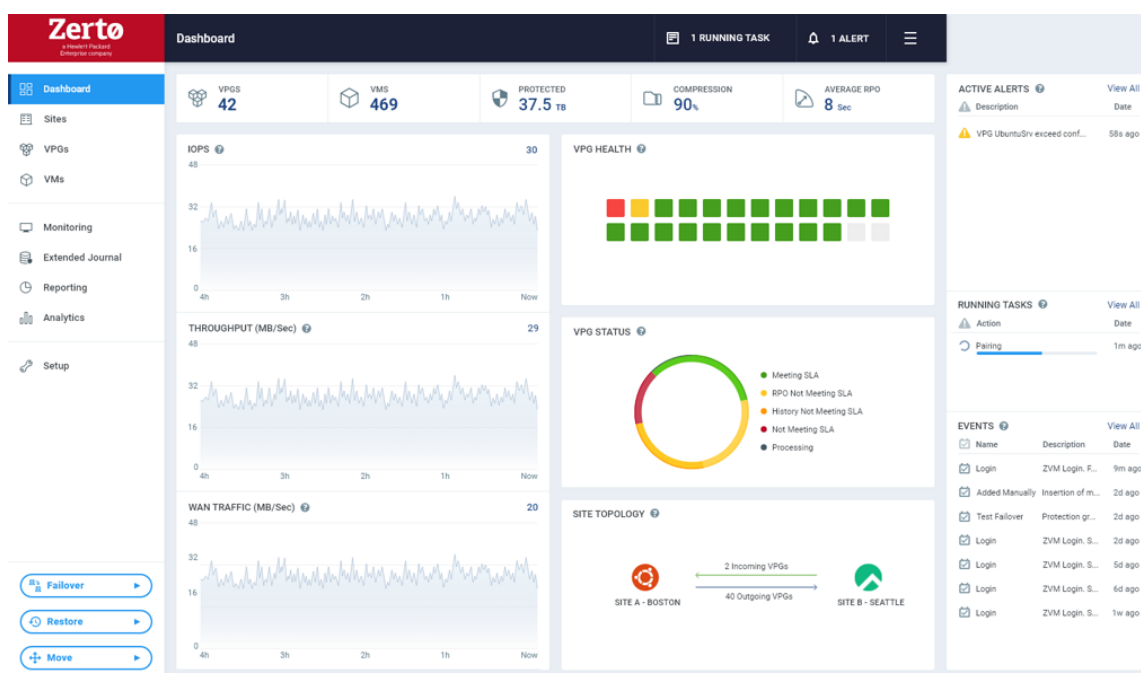 Zertø
a Hewlett Packard
Enterprise company
Dashboard
1 RUNNING TASK
1 ALERT
Dashboard
Sites
VPGs
VMs
Monitoring
Extended Journal
Reporting
Analytics
Setup
Failover
Restore
Move
VPGS
42
VMS
469
PROTECTED
37.5 TB
COMPRESSION
90%
AVERAGE RPO
8 Sec
IOPS
30
48
32
16
0
4h 3h 2h 1h Now
THROUGHPUT (MB/Sec)
29
48
32
16
0
4h 3h 2h 1h Now
WAN TRAFFIC (MB/Sec)
20
48
32
16
0
4h 3h 2h 1h Now
VPG HEALTH
VPG STATUS
Meeting SLA
RPO Not Meeting SLA
History Not Meeting SLA
Not Meeting SLA
Processing
SITE TOPOLOGY
2 Incoming VPGs
40 Outgoing VPGs
SITE A - BOSTON
SITE B - SEATTLE
ACTIVE ALERTS View All
Description Date
VPG UbuntuSrv exceed conf... 58s ago
RUNNING TASKS View All
Action Date
Pairing 1m ago
EVENTS View All
Name Description Date
Login ZVM Login. F... 9m ago
Added Manually Insertion of m... 2d ago
Test Failover Protection gr... 2d ago
Login ZVM Login. S... 2d ago
Login ZVM Login. S... 5d ago
Login ZVM Login. S... 6d ago
Login ZVM Login. S... 1w ago